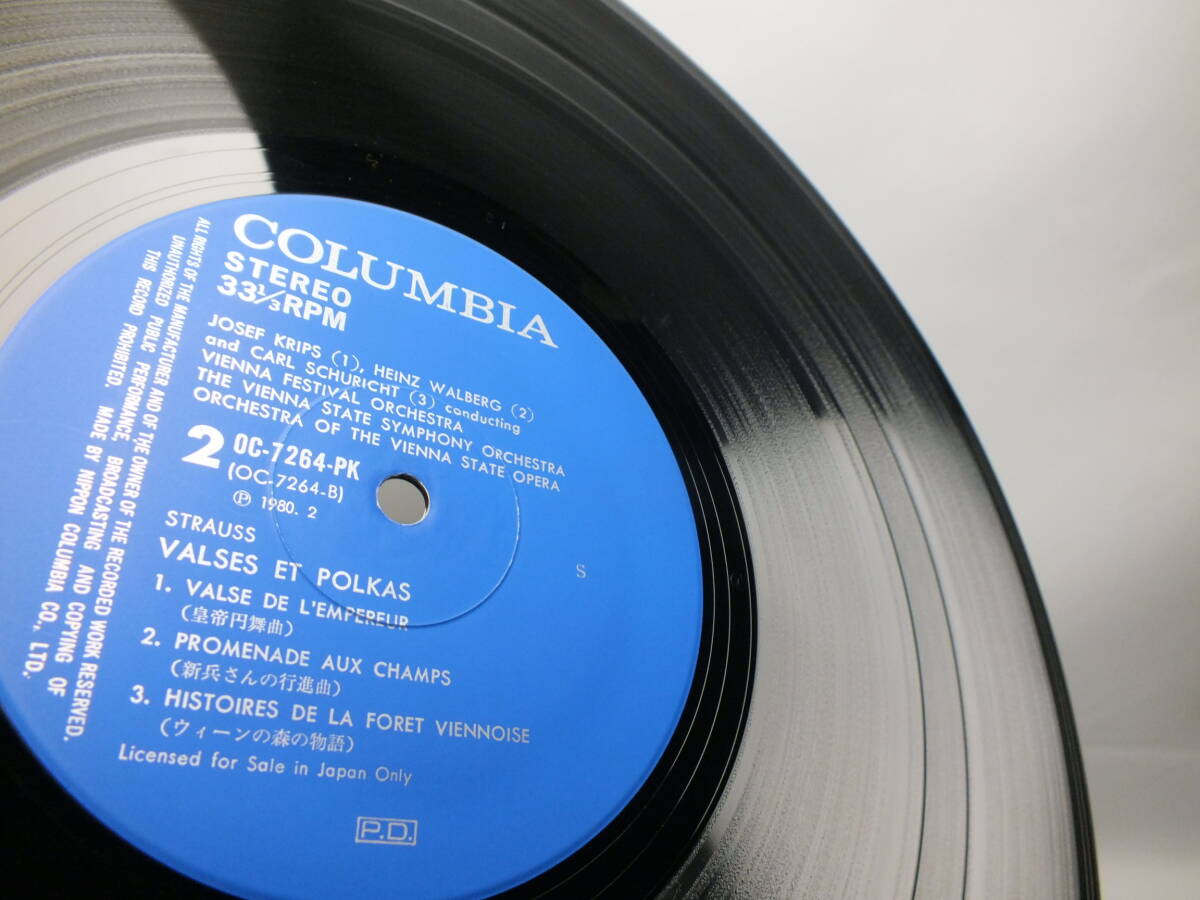 COLUMBIA
STEREO
33 1/3 RPM
JOSEF KRIPS (1), HEINZ WALBERG (2)
and CARL SCHURICHT (3) conducting
VIENNA FESTIVAL ORCHESTRA
THE VIENNA STATE SYMPHONY ORCHESTRA
ORCHESTRA OF THE VIENNA STATE OPERA
2 OC-7264-PK
(OC-7264-B)
Ⓟ 1980. 2
S
STRAUSS
VALSES ET POLKAS
1. VALSE DE L'EMPEREUR
(皇帝円舞曲)
2. PROMENADE AUX CHAMPS
(新兵さんの行進曲)
3. HISTOIRES DE LA FORET VIENNOISE
(ウィーンの森の物語)
Licensed for Sale in Japan Only
P.D.
ALL RIGHTS OF THE MANUFACTURER AND OF THE OWNER OF THE RECORDED WORK RESERVED.
UNAUTHORIZED PUBLIC PERFORMANCE, BROADCASTING AND COPYING OF
THIS RECORD PROHIBITED. MADE BY NIPPON COLUMBIA CO., LTD.